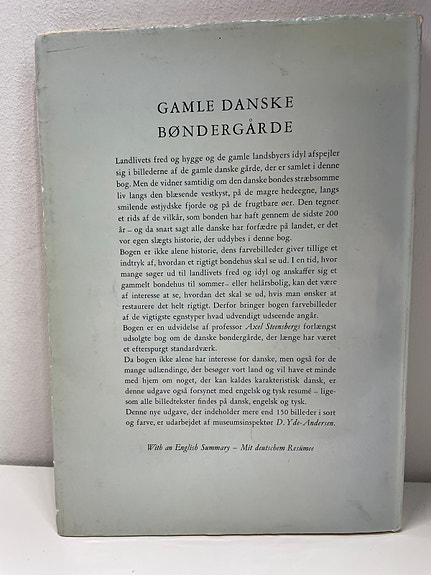 GAMLE DANSKE
BØNDERGÅRDE
Landlivets fred og hygge og de gamle landsbyers idyl afspejler
sig i billederne af de gamle danske gårde, der er samlet i denne
bog. Men de vidner samtidig om den danske bondes stræbsomme
liv langs den blæsende vestkyst, på de magre hedeegne, langs
smilende østjydske fjorde og på de frugtbare øer. Den tegner
et rids af de vilkår, som bonden har haft gennem de sidste 200
år – og da snart sagt alle danske har forfædre på landet, er det
vor egen slægts historie, der uddybes i denne bog.
Bogen er ikke alene historie, dens farvebilleder giver tillige et
indtryk af, hvordan et rigtigt bondehus skal se ud. I en tid, hvor
mange søger ud til landlivets fred og idyl og anskaffer sig et
gammelt bondehus til sommer– eller helårsbolig, kan det være
af interesse at se, hvordan det skal se ud, hvis man ønsker at
restaurere det helt rigtigt. Derfor bringer bogen farvebilleder
af de vigtigste egnstyper hvad udvendigt udseende angår.
Bogen er en udvidelse af professor Axel Steensbergs forlængst
udsolgte bog om de danske bøndergårde, der længe har været
et efterspurgt standardværk.
Da bogen ikke alene har interesse for danske, men også for de
mange udlændinge, der besøger vort land og vil have et minde
med hjem om noget, der kan kaldes karakteristisk dansk, er
denne udgave også forsynet med engelsk og tysk resumé – lige-
som alle billedtekster findes på dansk, engelsk og tysk.
Denne nye udgave, der indeholder mere end 150 billeder i sort
og farve, er udarbejdet af museumsinspektør D. Yde-Andersen.
With an English Summary – Mit deutschem Resümee